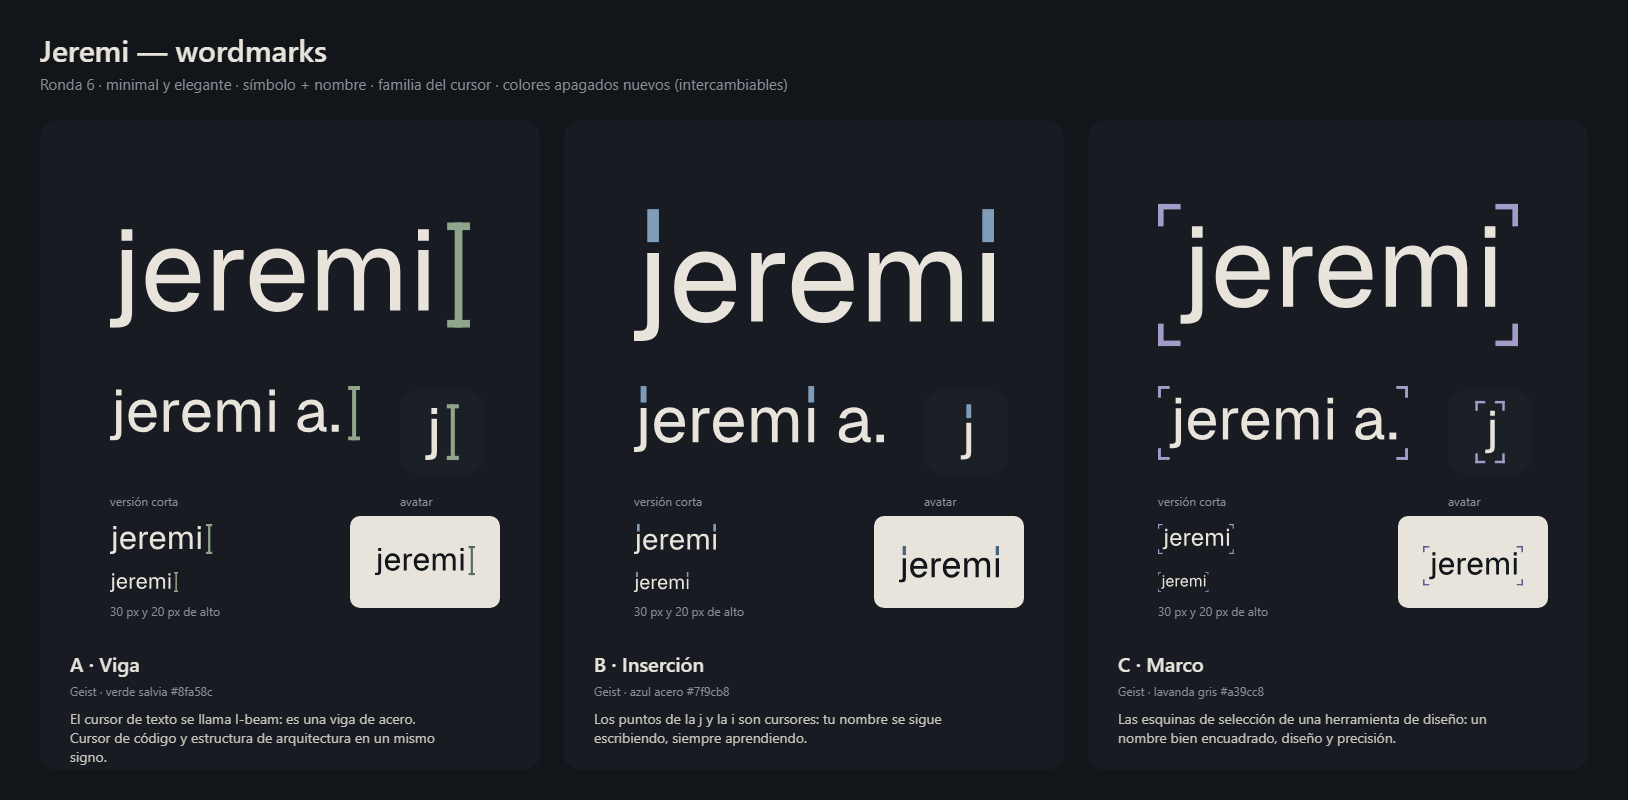 Jeremi — wordmarks
Ronda 6 · minimal y elegante · símbolo + nombre · familia del cursor · colores apagados nuevos (intercambiables)
jeremi
jeremi a.
j
versión corta
avatar
jeremi
jeremi
jeremi
30 px y 20 px de alto
A · Viga
Geist · verde salvia #8fa58c
El cursor de texto se llama I-beam: es una viga de acero.
Cursor de código y estructura de arquitectura en un mismo
signo.
jeremi
jeremi a.
j
versión corta
avatar
jeremi
jeremi
jeremi
30 px y 20 px de alto
B · Inserción
Geist · azul acero #7f9cb8
Los puntos de la j y la i son cursores: tu nombre se sigue
escribiendo, siempre aprendiendo.
jeremi
jeremi a.
j
versión corta
avatar
jeremi
jeremi
jeremi
30 px y 20 px de alto
C · Marco
Geist · lavanda gris #a39cc8
Las esquinas de selección de una herramienta de diseño: un
nombre bien encuadrado, diseño y precisión.